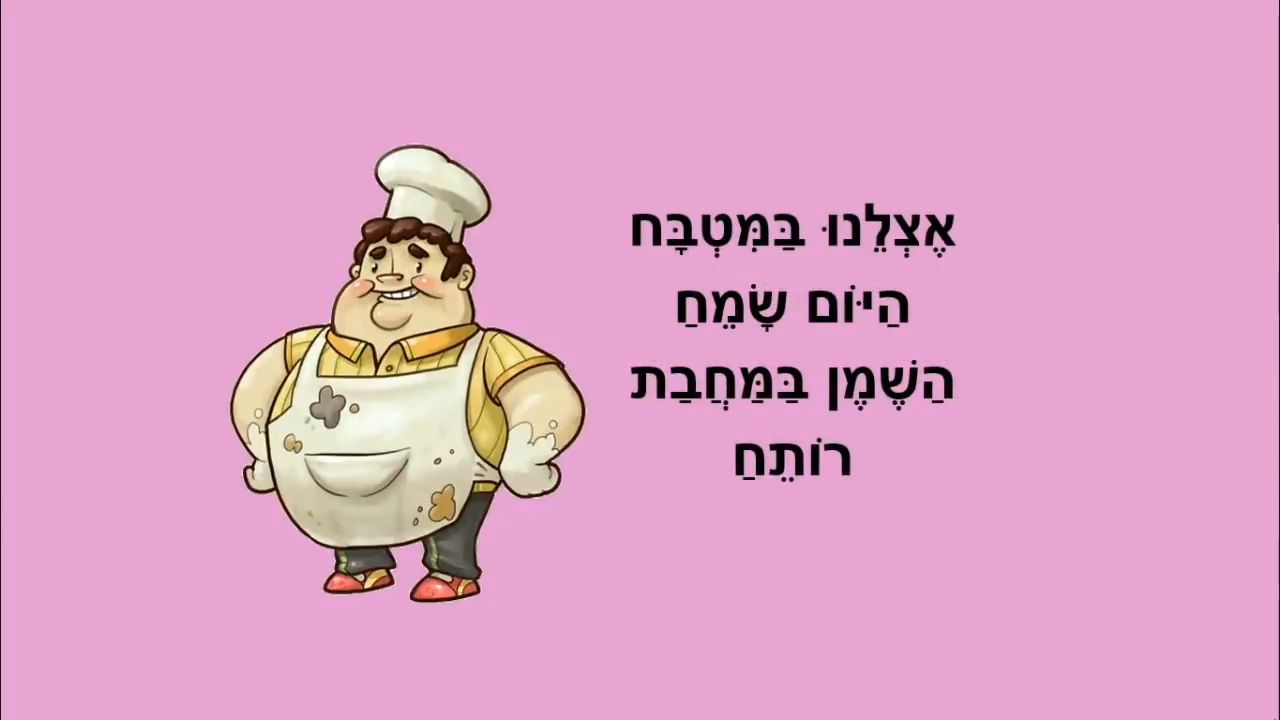 אֶצְלֵנוּ בַּמִּטְבָּח
הַיּוֹם שָׂמֵחַ
הַשֶּׁמֶן בַּמַּחֲבַת
רוֹתֵחַ